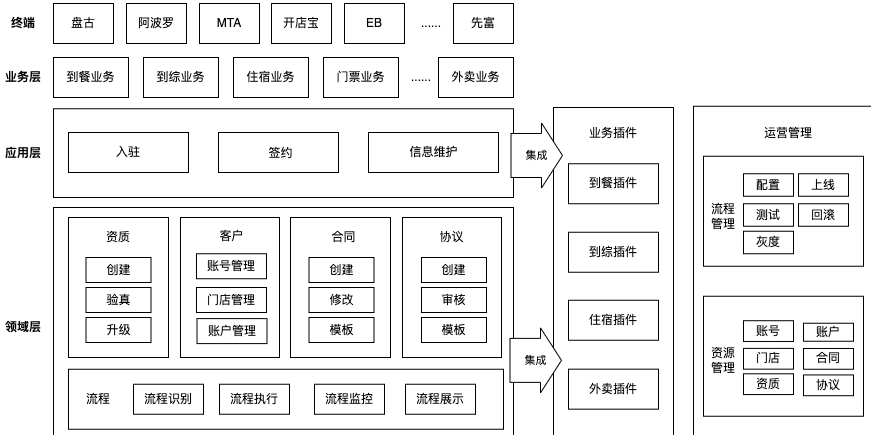 终端
盘古
阿波罗
MTA
开店宝
EB
......
先富
业务层
到餐业务
到综业务
住宿业务
门票业务
......
外卖业务
应用层
入驻
签约
信息维护
集成
领域层
资质
创建
验真
升级
客户
账号管理
门店管理
账户管理
合同
创建
修改
模板
协议
创建
审核
模板
流程
流程识别
流程执行
流程监控
流程展示
集成
业务插件
到餐插件
到综插件
住宿插件
外卖插件
运营管理
流程
管理
配置
上线
测试
回滚
灰度
资源
管理
账号
账户
门店
合同
资质
协议